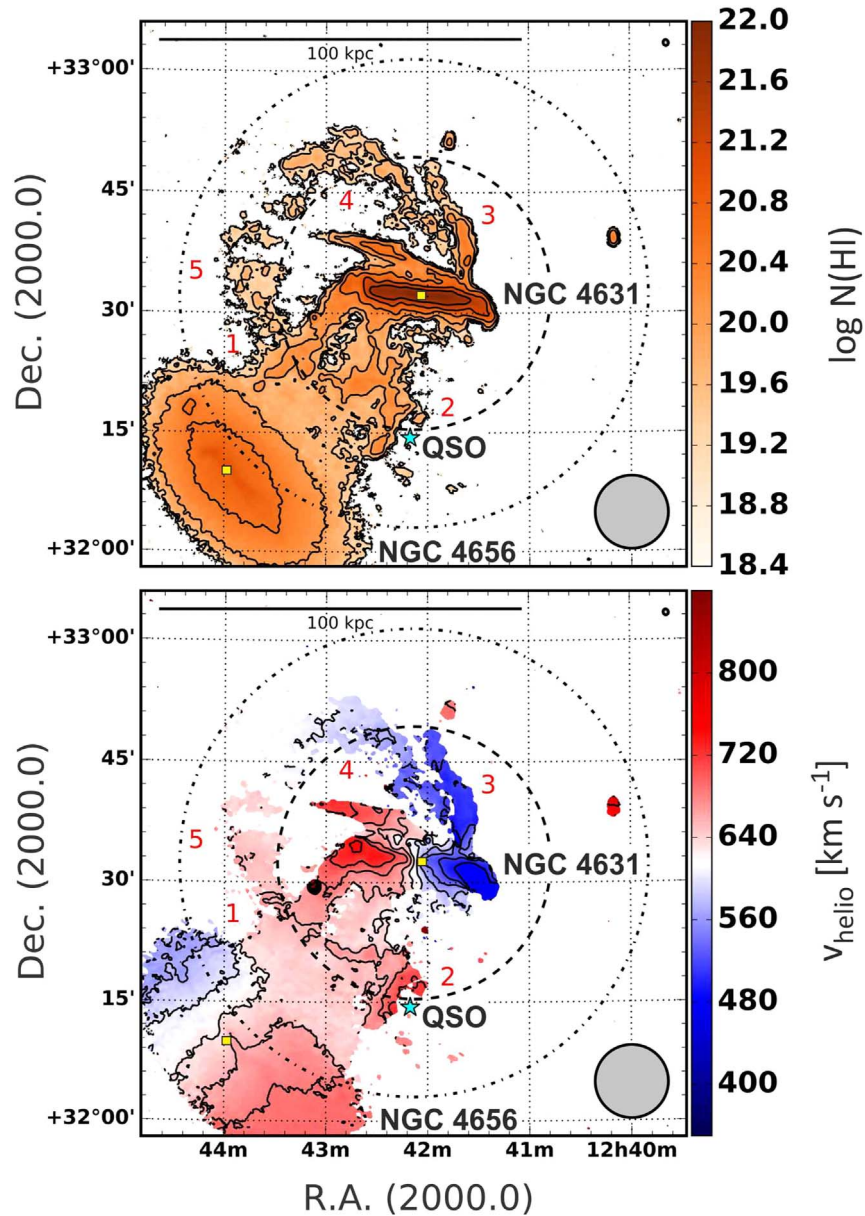 100 kpc
+33°00'
45'
30'
15'
+32°00'
Dec. (2000.0)
4
3
5
NGC 4631
1
2
QSO
NGC 4656
22.0
21.6
21.2
20.8
20.4
20.0
19.6
19.2
18.8
18.4
log N(HI)
100 kpc
+33°00'
45'
30'
15'
+32°00'
Dec. (2000.0)
4
3
5
NGC 4631
1
2
QSO
NGC 4656
800
720
640
560
480
400
v_helio [km s⁻¹]
44m 43m 42m 41m 12h40m
R.A. (2000.0)